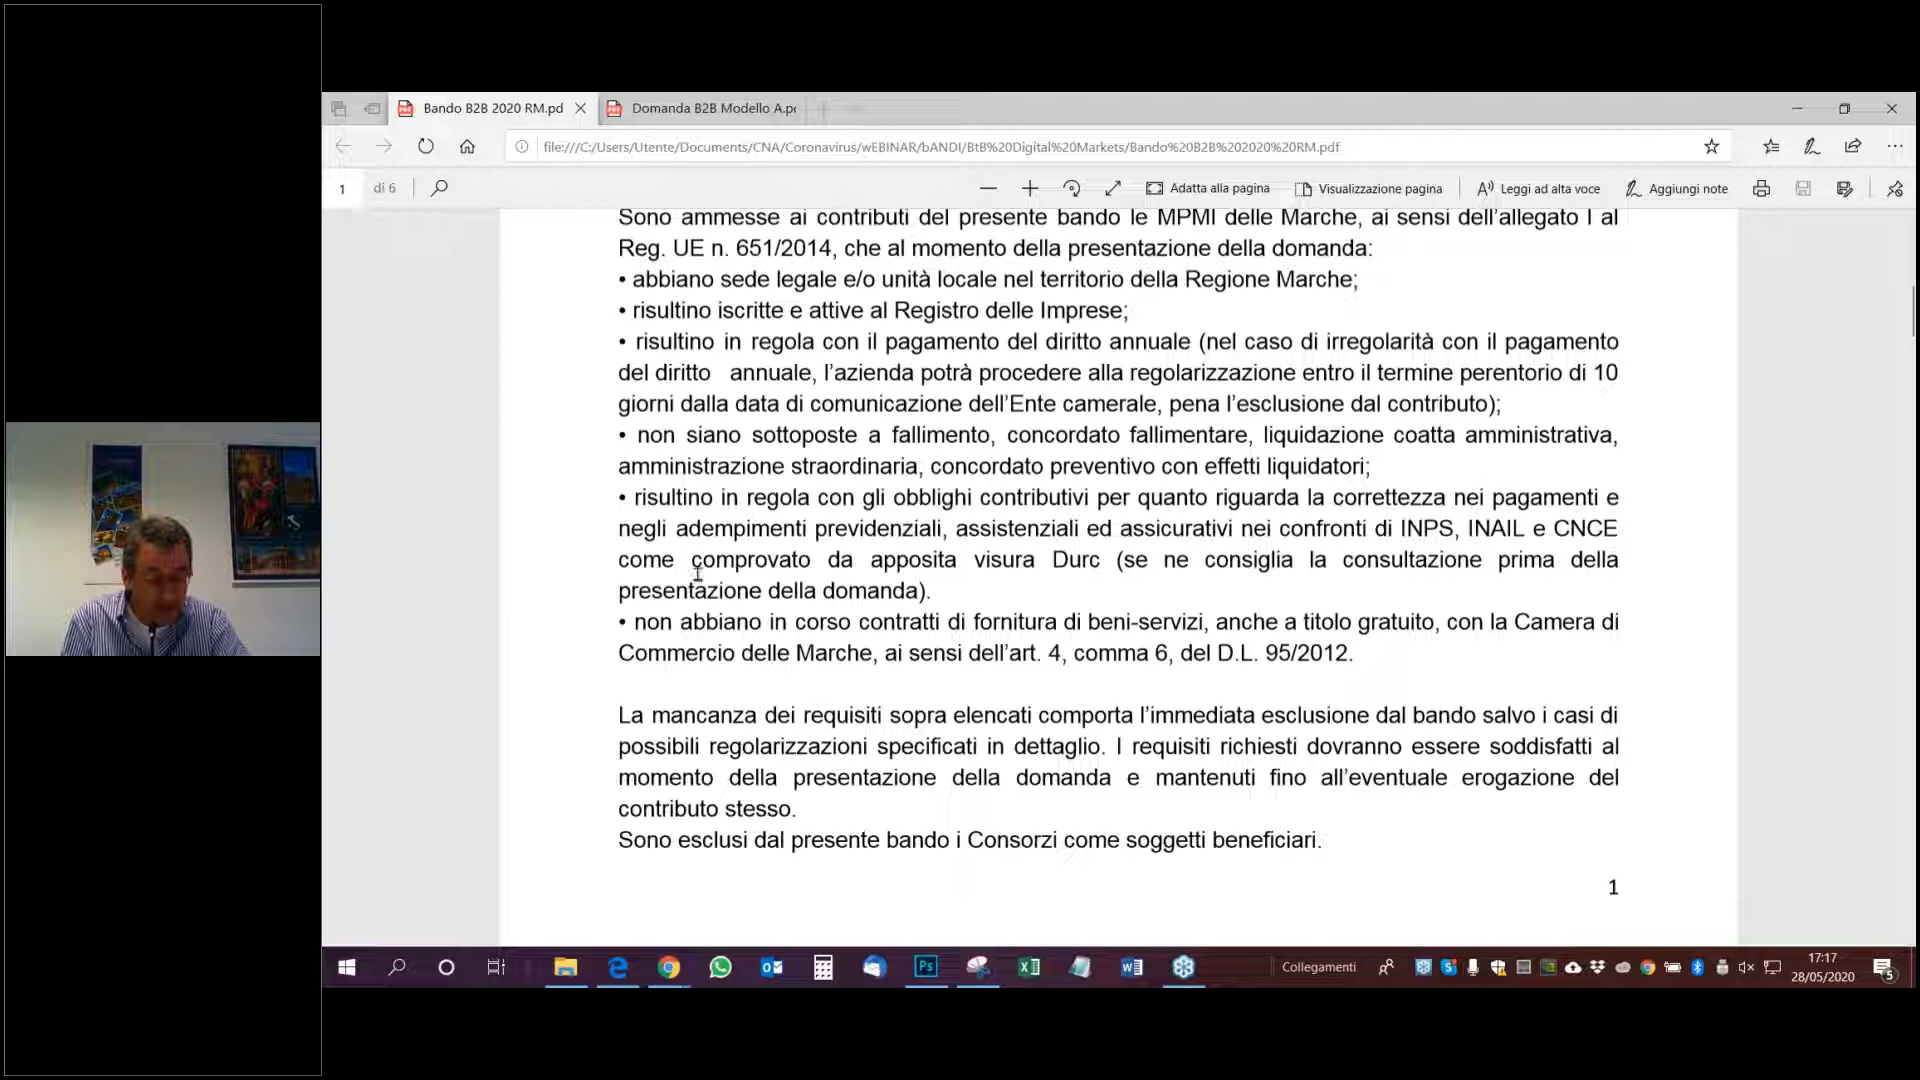 Bando B2B 2020 RM.pd
Domanda B2B Modello A.pc
file:///C:/Users/Utente/Documents/CNA/Coronavirus/wEBINAR/bANDI/BtB%20Digital%20Markets/Bando%20B2B%202020%20RM.pdf
1 di 6 Adatta alla pagina Visualizzazione pagina Leggi ad alta voce Aggiungi note
Sono ammesse ai contributi del presente bando le MPMI delle Marche, ai sensi dell'allegato I al
Reg. UE n. 651/2014, che al momento della presentazione della domanda:
• abbiano sede legale e/o unità locale nel territorio della Regione Marche;
• risultino iscritte e attive al Registro delle Imprese;
• risultino in regola con il pagamento del diritto annuale (nel caso di irregolarità con il pagamento
del diritto annuale, l'azienda potrà procedere alla regolarizzazione entro il termine perentorio di 10
giorni dalla data di comunicazione dell'Ente camerale, pena l'esclusione dal contributo);
• non siano sottoposte a fallimento, concordato fallimentare, liquidazione coatta amministrativa,
amministrazione straordinaria, concordato preventivo con effetti liquidatori;
• risultino in regola con gli obblighi contributivi per quanto riguarda la correttezza nei pagamenti e
negli adempimenti previdenziali, assistenziali ed assicurativi nei confronti di INPS, INAIL e CNCE
come comprovato da apposita visura Durc (se ne consiglia la consultazione prima della
presentazione della domanda).
• non abbiano in corso contratti di fornitura di beni-servizi, anche a titolo gratuito, con la Camera di
Commercio delle Marche, ai sensi dell'art. 4, comma 6, del D.L. 95/2012.
La mancanza dei requisiti sopra elencati comporta l'immediata esclusione dal bando salvo i casi di
possibili regolarizzazioni specificati in dettaglio. I requisiti richiesti dovranno essere soddisfatti al
momento della presentazione della domanda e mantenuti fino all'eventuale erogazione del
contributo stesso.
Sono esclusi dal presente bando i Consorzi come soggetti beneficiari.
1
Collegamenti
17:17
28/05/2020
5